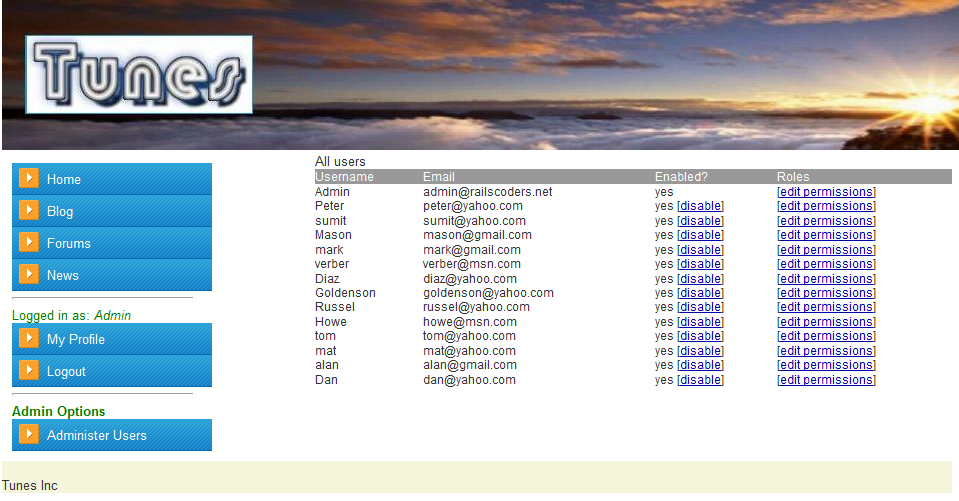 Tunes
Home
Blog
Forums
News
Logged in as: Admin
My Profile
Logout
Admin Options
Administer Users
All users
Username Email Enabled? Roles
Admin admin@railscoders.net yes [edit permissions]
Peter peter@yahoo.com yes [disable] [edit permissions]
sumit sumit@yahoo.com yes [disable] [edit permissions]
Mason mason@gmail.com yes [disable] [edit permissions]
mark mark@gmail.com yes [disable] [edit permissions]
verber verber@msn.com yes [disable] [edit permissions]
Diaz diaz@yahoo.com yes [disable] [edit permissions]
Goldenson goldenson@yahoo.com yes [disable] [edit permissions]
Russel russel@yahoo.com yes [disable] [edit permissions]
Howe howe@msn.com yes [disable] [edit permissions]
tom tom@yahoo.com yes [disable] [edit permissions]
mat mat@yahoo.com yes [disable] [edit permissions]
alan alan@gmail.com yes [disable] [edit permissions]
Dan dan@yahoo.com yes [disable] [edit permissions]
Tunes Inc